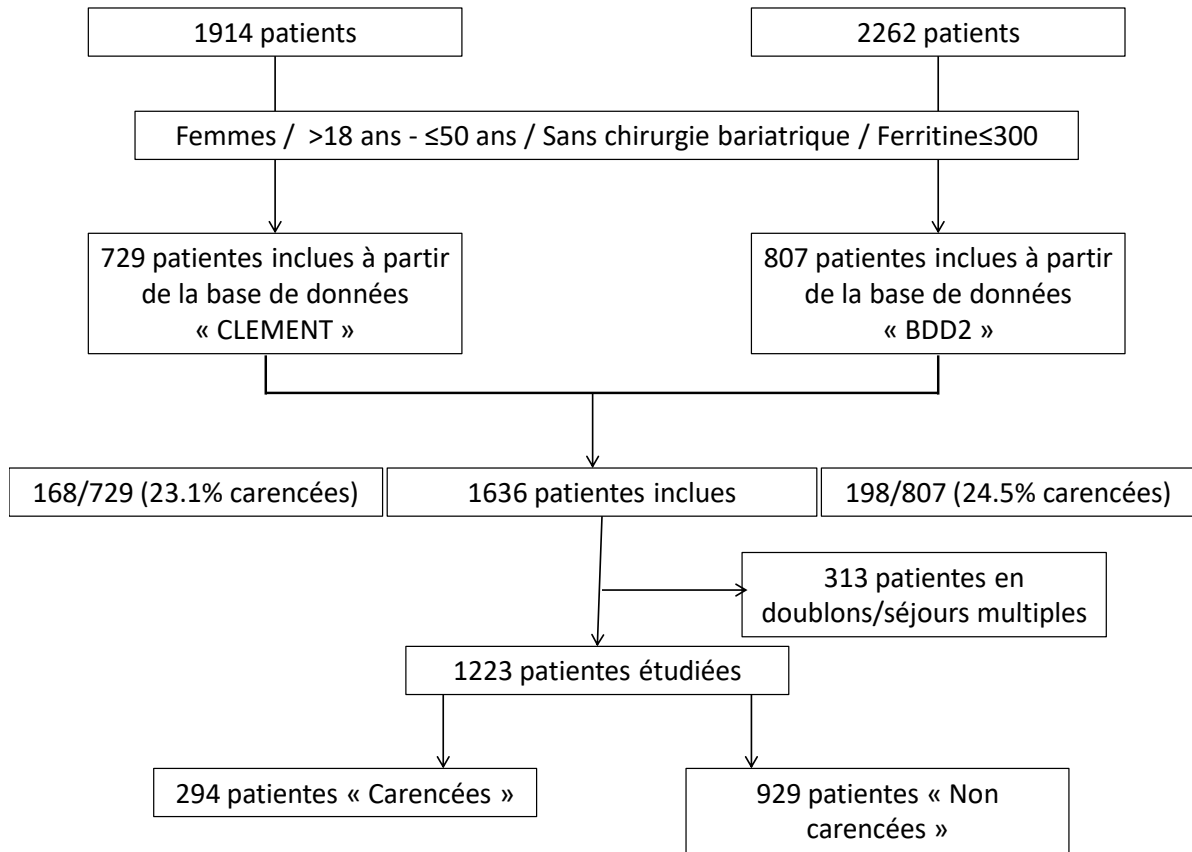 1914 patients
2262 patients
Femmes / >18 ans - ≤50 ans / Sans chirurgie bariatrique / Ferritine≤300
729 patientes inclues à partir
de la base de données
« CLEMENT »
807 patientes inclues à partir
de la base de données
« BDD2 »
168/729 (23.1% carencées)
1636 patientes inclues
198/807 (24.5% carencées)
313 patientes en
doublons/séjours multiples
1223 patientes étudiées
294 patientes « Carencées »
929 patientes « Non
carencées »